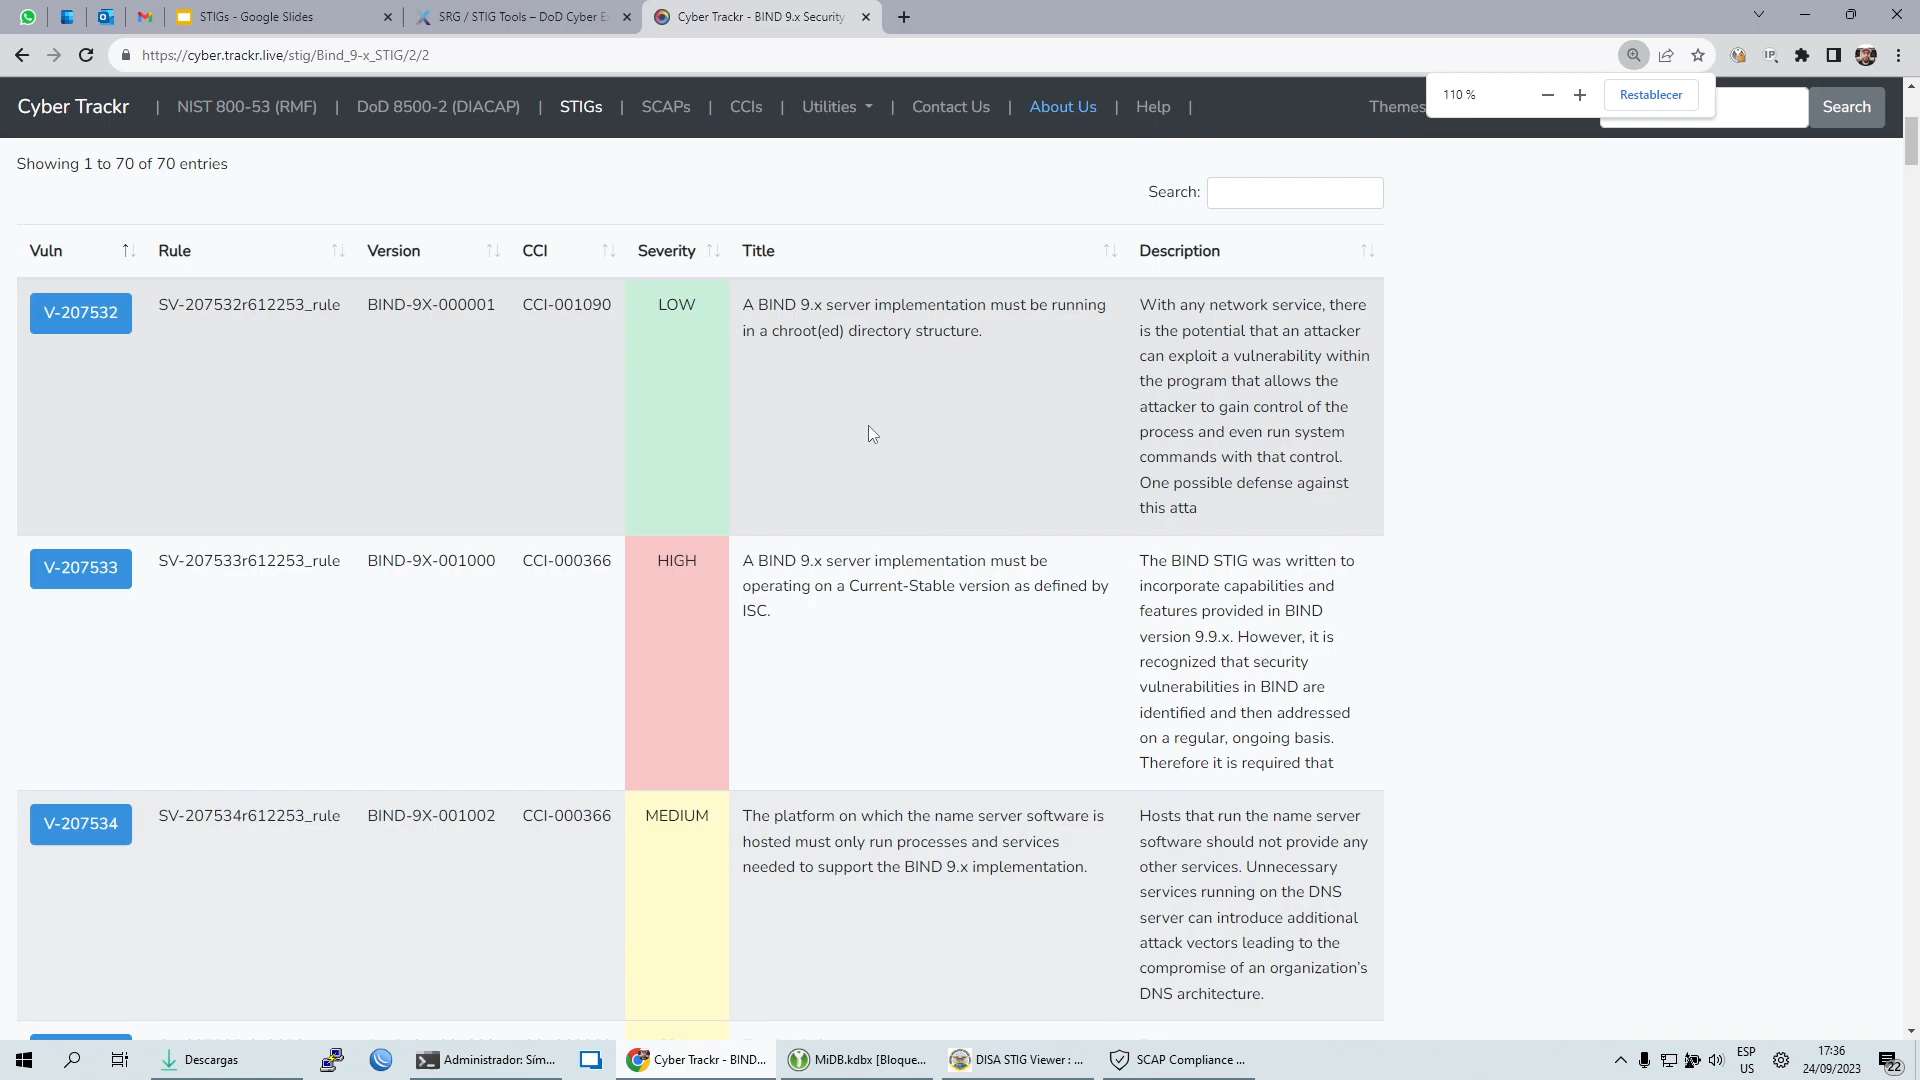 STIGs - Google Slides
SRG / STIG Tools – DoD Cyber E
Cyber Trackr - BIND 9.x Security
https://cyber.trackr.live/stig/Bind_9-x_STIG/2/2
IP
110 %
Restablecer
Cyber Trackr | NIST 800-53 (RMF) | DoD 8500-2 (DIACAP) | STIGs | SCAPs | CCIs | Utilities | Contact Us | About Us | Help | Themes Search
Showing 1 to 70 of 70 entries
Search:
Vuln Rule Version CCI Severity Title Description
V-207532
SV-207532r612253_rule
BIND-9X-000001
CCI-001090
LOW
A BIND 9.x server implementation must be running
in a chroot(ed) directory structure.
With any network service, there
is the potential that an attacker
can exploit a vulnerability within
the program that allows the
attacker to gain control of the
process and even run system
commands with that control.
One possible defense against
this atta
V-207533
SV-207533r612253_rule
BIND-9X-001000
CCI-000366
HIGH
A BIND 9.x server implementation must be
operating on a Current-Stable version as defined by
ISC.
The BIND STIG was written to
incorporate capabilities and
features provided in BIND
version 9.9.x. However, it is
recognized that security
vulnerabilities in BIND are
identified and then addressed
on a regular, ongoing basis.
Therefore it is required that
V-207534
SV-207534r612253_rule
BIND-9X-001002
CCI-000366
MEDIUM
The platform on which the name server software is
hosted must only run processes and services
needed to support the BIND 9.x implementation.
Hosts that run the name server
software should not provide any
other services. Unnecessary
services running on the DNS
server can introduce additional
attack vectors leading to the
compromise of an organization’s
DNS architecture.
Descargas
Administrador: Sím...
Cyber Trackr - BIND...
MiDB.kdbx [Bloque...
DISA STIG Viewer : ...
SCAP Compliance ...
ESP
US
17:36
24/09/2023
22